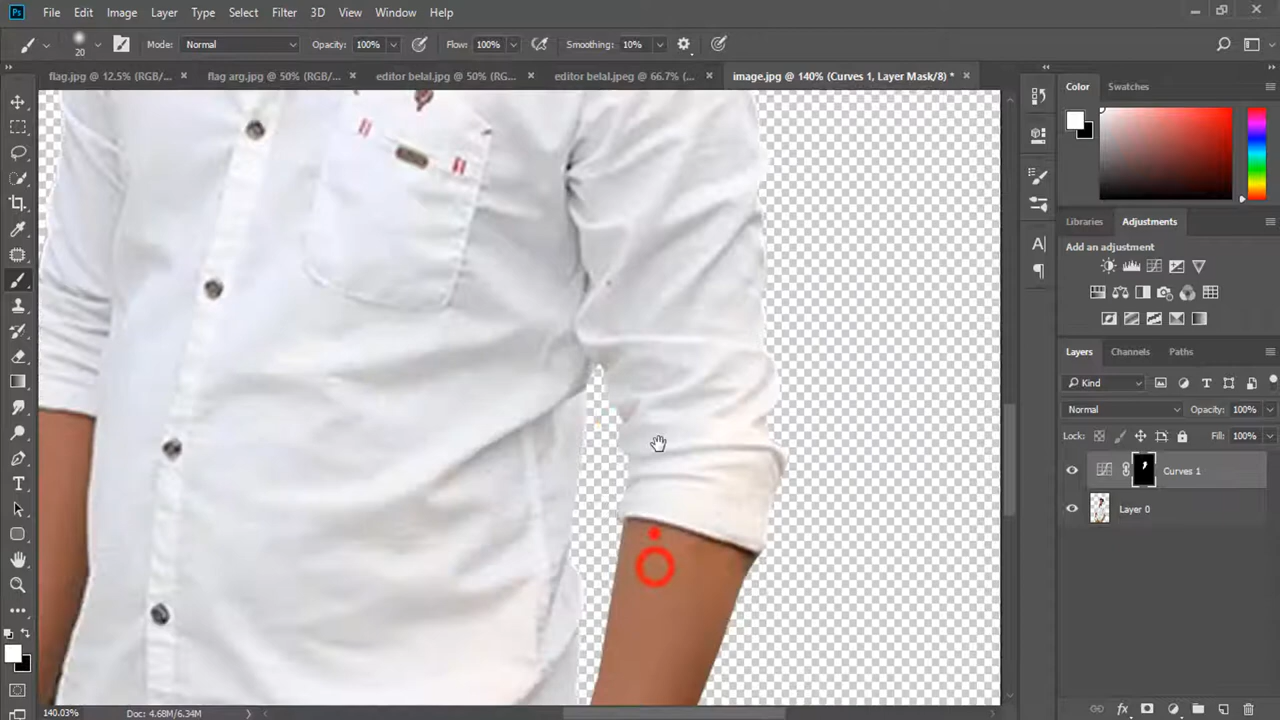 Ps File Edit Image Layer Type Select Filter 3D View Window Help
20 Mode: Normal Opacity: 100% Flow: 100% Smoothing: 10%
flag.jpg @ 12.5% (RGB/... × flag arg.jpg @ 50% (RGB/... × editor belal.jpg @ 50% (RG... × editor belal.jpeg @ 66.7% (... × image.jpg @ 140% (Curves 1, Layer Mask/8) * ×
Color Swatches
Libraries Adjustments
Add an adjustment
Layers Channels Paths
Kind
Normal Opacity: 100%
Lock: Fill: 100%
Curves 1
Layer 0
140.03% Doc: 4.68M/6.34M